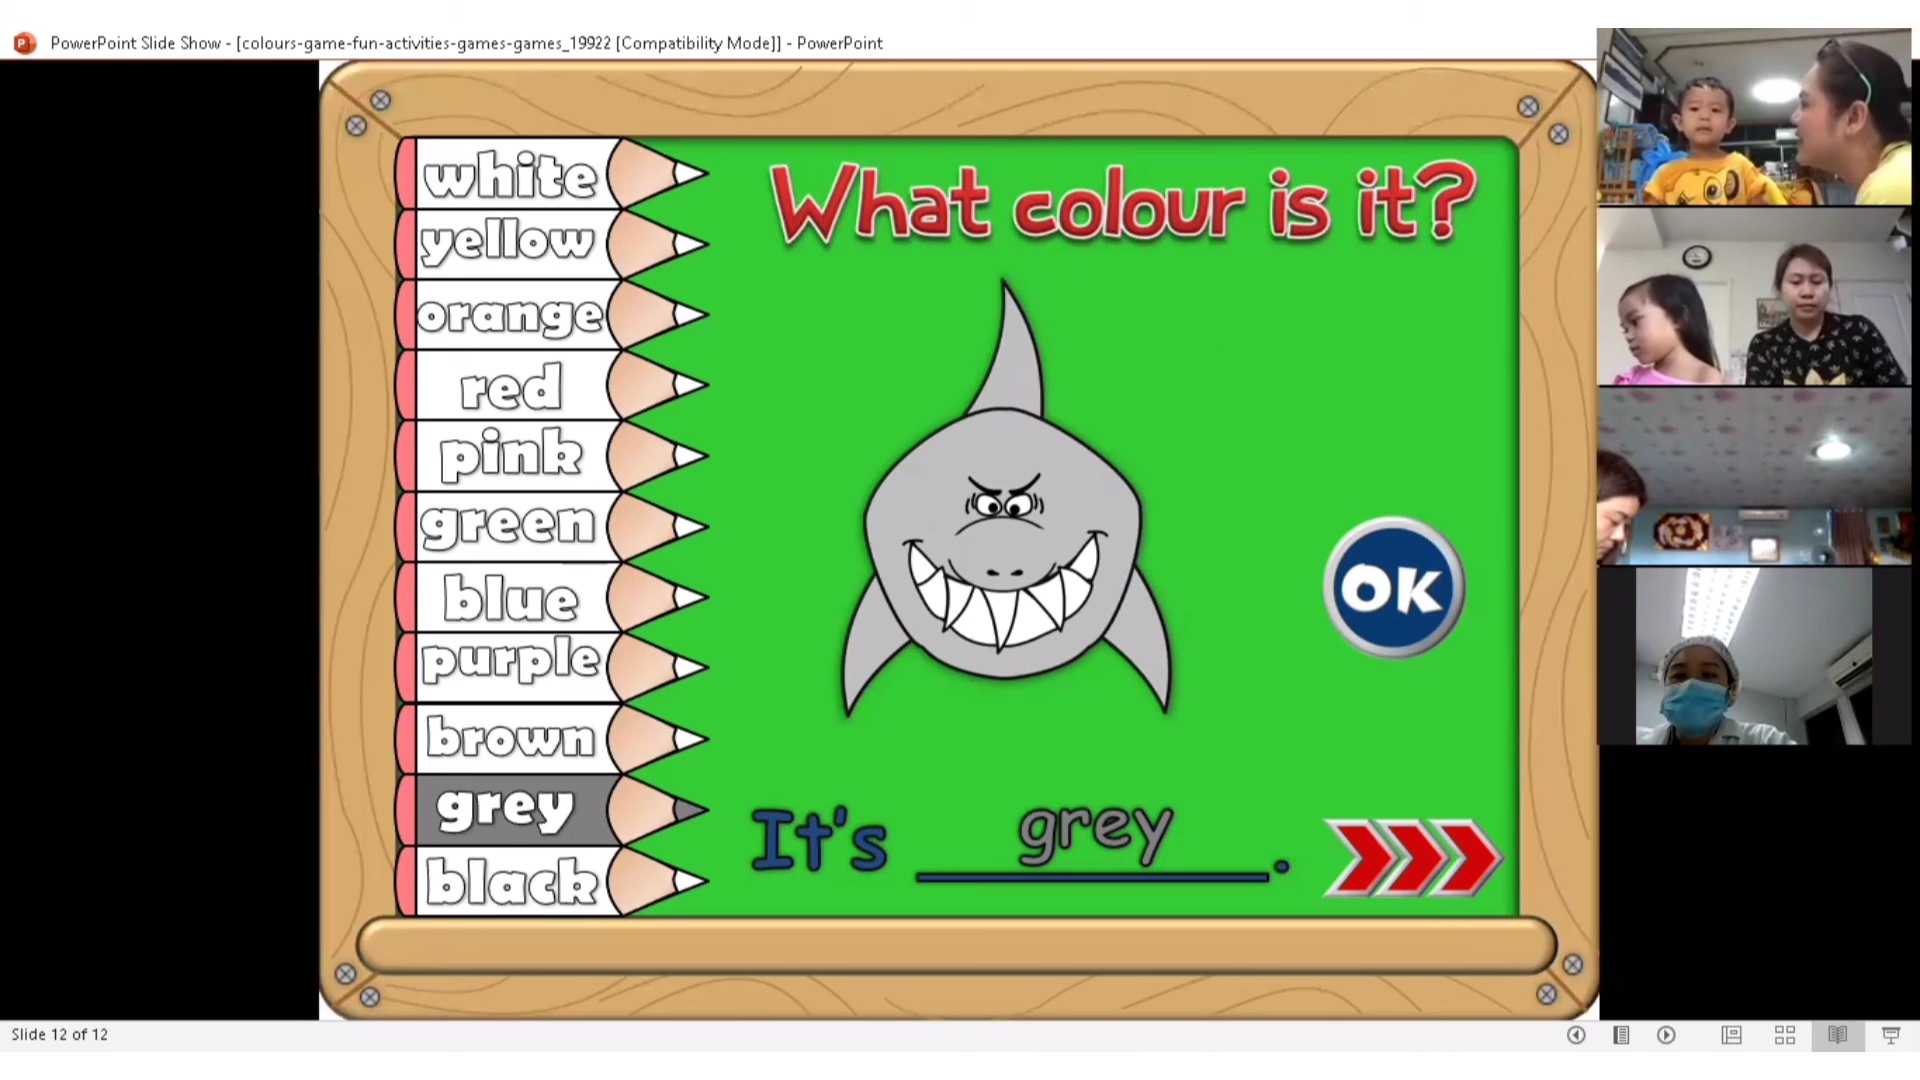 PowerPoint Slide Show - [colours-game-fun-activities-games-games_19922 [Compatibility Mode]] - PowerPoint
What colour is it?
white
yellow
orange
red
pink
green
blue
purple
brown
grey
black
OK
It's grey.
Slide 12 of 12